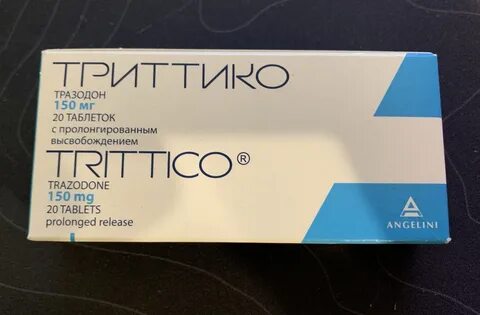 ТРИТТИКО
ТРАЗОДОН
150 мг
20 ТАБЛЕТОК
с пролонгированным
высвобождением
TRITTICO®
TRAZODONE
150 mg
20 TABLETS
prolonged release
ANGELINI